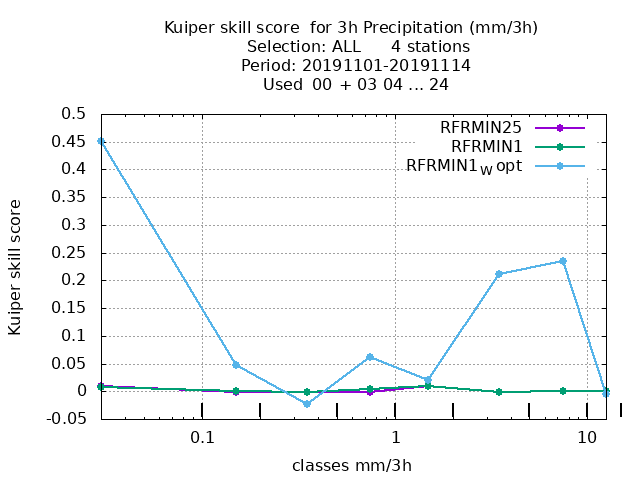 Kuiper skill score  for 3h Precipitation (mm/3h)
Selection: ALL      4 stations
Period: 20191101-20191114
Used  00  + 03 04 ... 24
RFRMIN25
RFRMIN1
RFRMIN1W opt
0.5
0.45
0.4
0.35
0.3
0.25
0.2
0.15
0.1
0.05
0
-0.05
Kuiper skill score
0.1
1
10
classes mm/3h